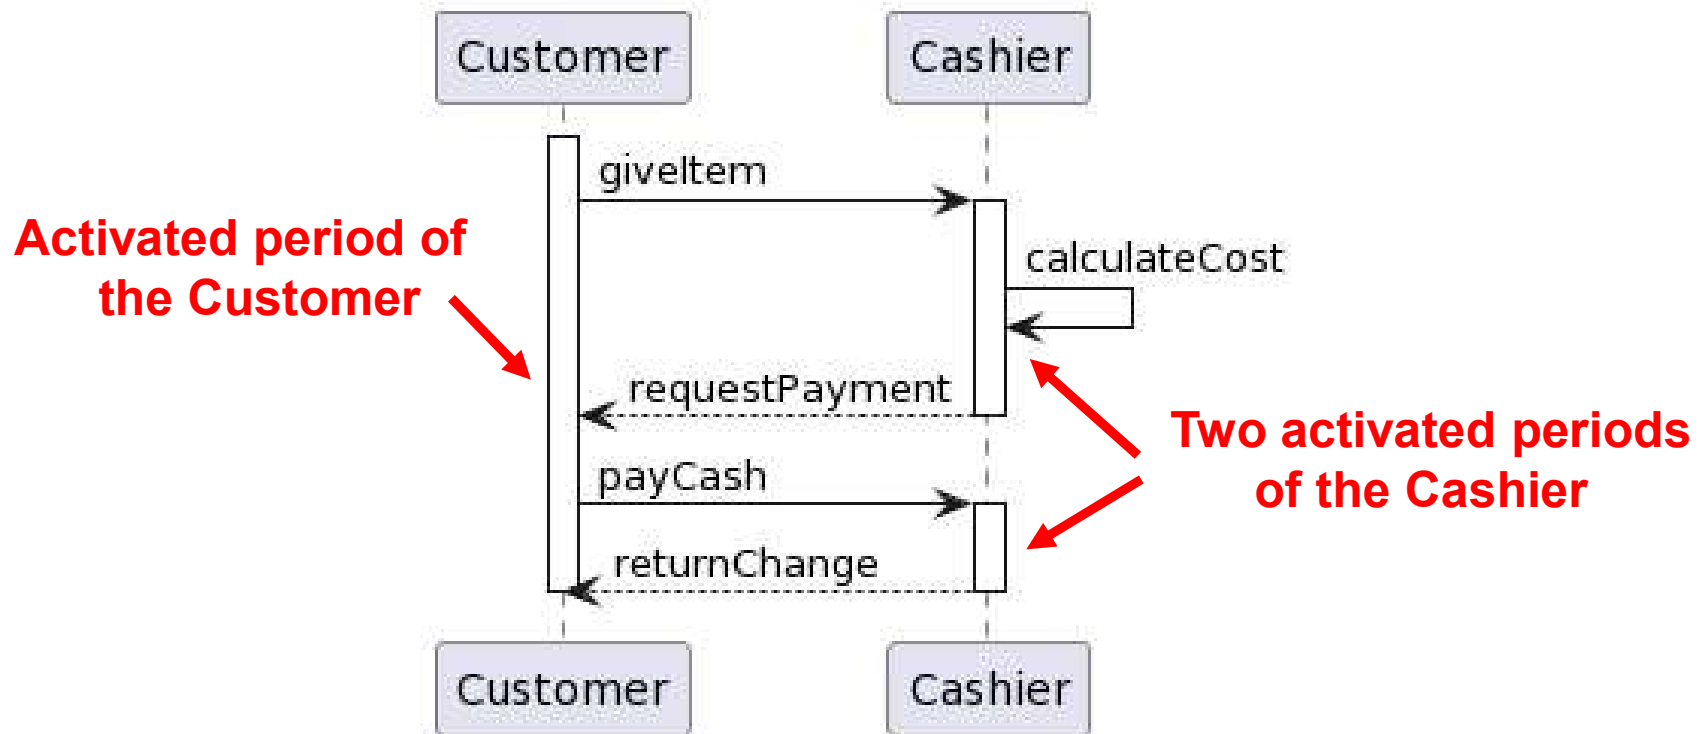 Customer
Cashier
giveItem
Activated period of
the Customer
calculateCost
requestPayment
Two activated periods
of the Cashier
payCash
returnChange
Customer
Cashier